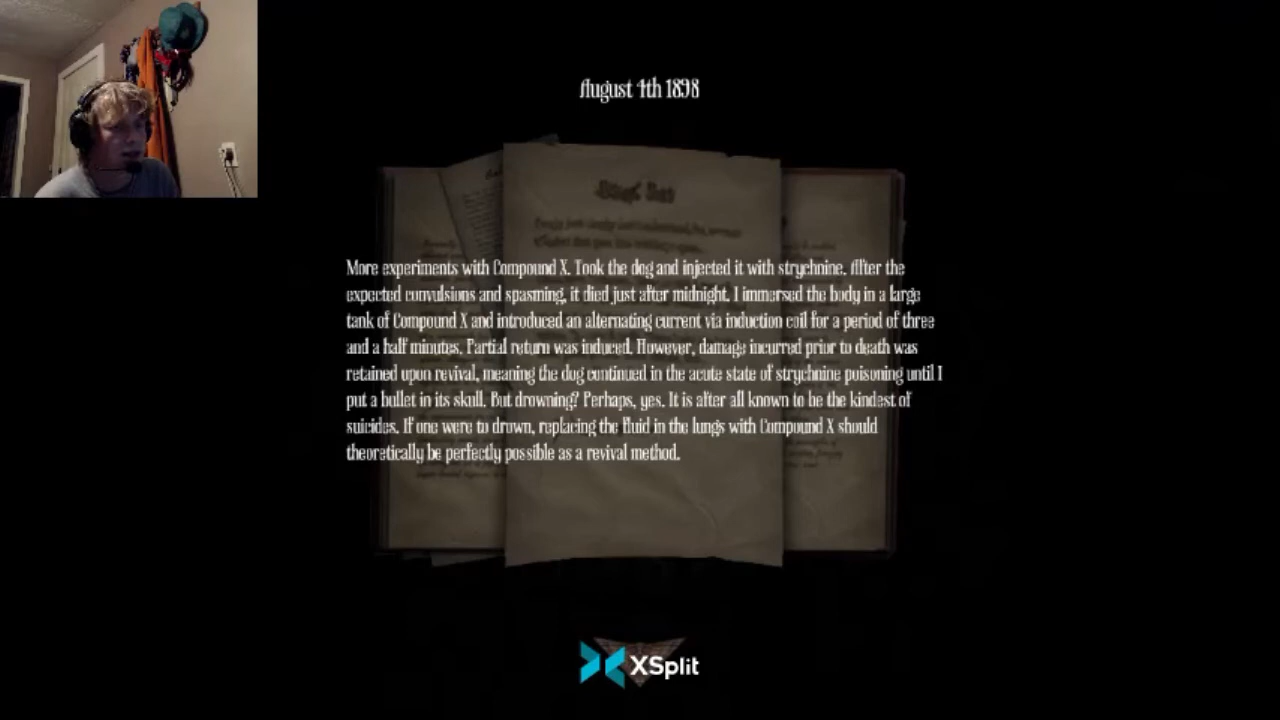 August 4th 1898
More experiments with Compound X. Took the dog and injected it with strychnine. After the
expected convulsions and spasming, it died just after midnight. I immersed the body in a large
tank of Compound X and introduced an alternating current via induction coil for a period of three
and a half minutes. Partial return was induced. However, damage incurred prior to death was
retained upon revival, meaning the dog continued in the acute state of strychnine poisoning until I
put a bullet in its skull. But drowning? Perhaps, yes. It is after all known to be the kindest of
suicides. If one were to drown, replacing the fluid in the lungs with Compound X should
theoretically be perfectly possible as a revival method.
XSplit